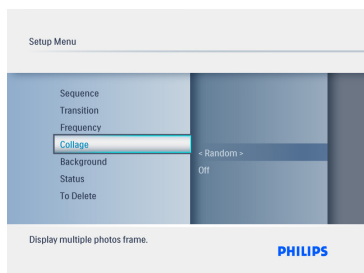 Setup Menu
Sequence
Transition
Frequency
Collage
Background
Status
To Delete
< Random >
Off
Display multiple photos frame.
PHILIPS